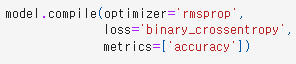 model.compile(optimizer='rmsprop',
              loss='binary_crossentropy',
              metrics=['accuracy'])